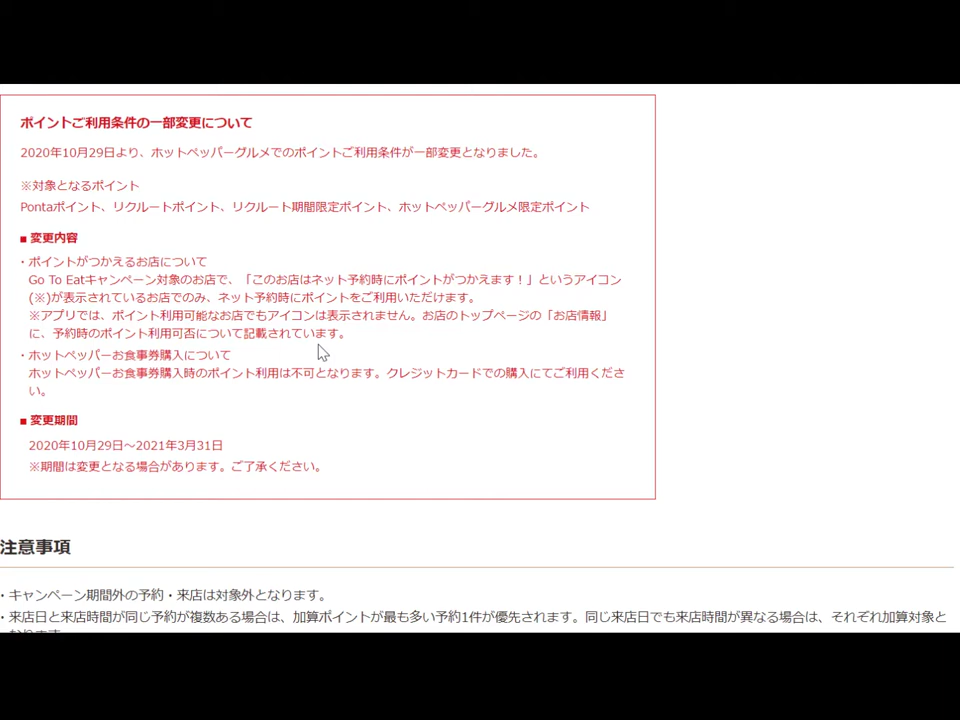 ポイントご利用条件の一部変更について
2020年10月29日より、ホットペッパーグルメでのポイントご利用条件が一部変更となりました。
※対象となるポイント
Pontaポイント、リクルートポイント、リクルート期間限定ポイント、ホットペッパーグルメ限定ポイント
■ 変更内容
・ポイントがつかえるお店について
Go To Eatキャンペーン対象のお店で、「このお店はネット予約時にポイントがつかえます！」というアイコン
(※)が表示されているお店でのみ、ネット予約時にポイントをご利用いただけます。
※アプリでは、ポイント利用可能なお店でもアイコンは表示されません。お店のトップページの「お店情報」
に、予約時のポイント利用可否について記載されています。
・ホットペッパーお食事券購入について
ホットペッパーお食事券購入時のポイント利用は不可となります。クレジットカードでの購入にてご利用くださ
い。
■ 変更期間
2020年10月29日～2021年3月31日
※期間は変更となる場合があります。ご了承ください。
注意事項
・キャンペーン期間外の予約・来店は対象外となります。
・来店日と来店時間が同じ予約が複数ある場合は、加算ポイントが最も多い予約1件が優先されます。同じ来店日でも来店時間が異なる場合は、それぞれ加算対象と